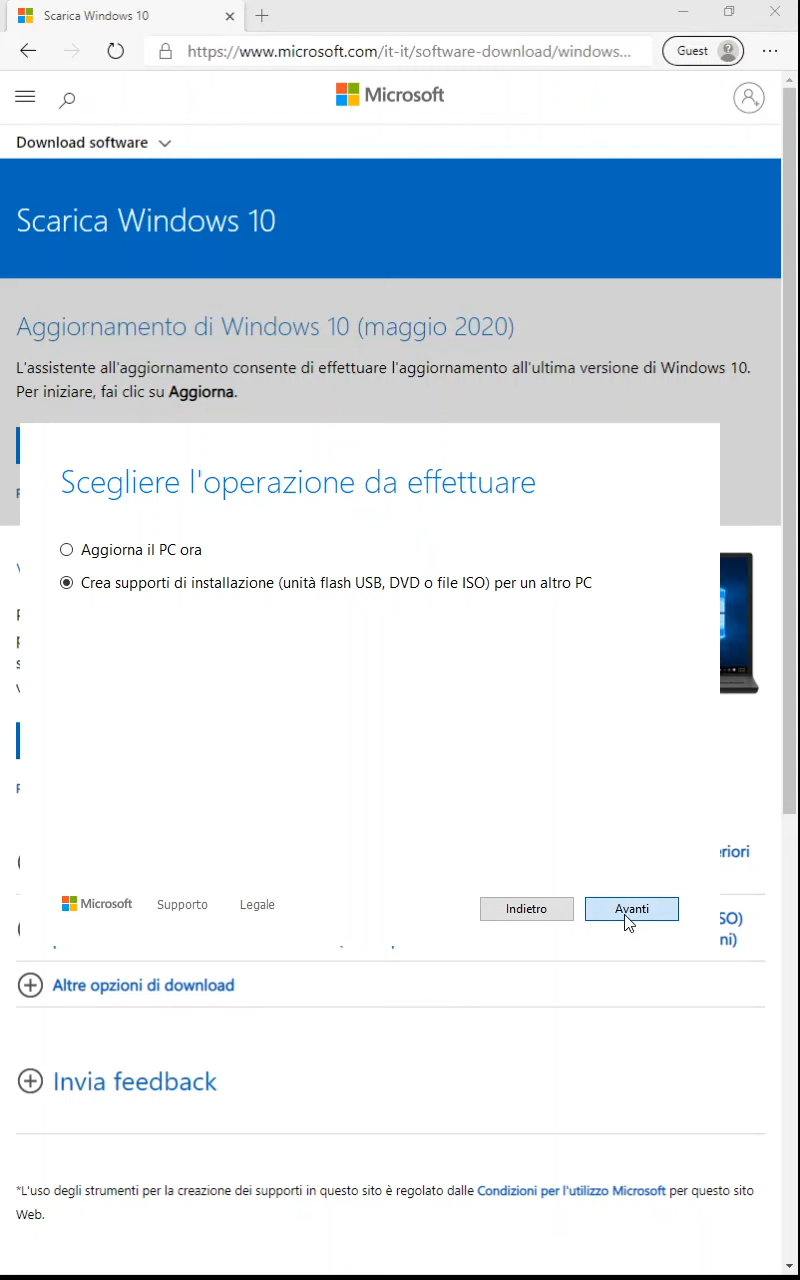 Scarica Windows 10
https://www.microsoft.com/it-it/software-download/windows...
Guest
Microsoft
Download software
Scarica Windows 10
Aggiornamento di Windows 10 (maggio 2020)
L'assistente all'aggiornamento consente di effettuare l'aggiornamento all'ultima versione di Windows 10.
Per iniziare, fai clic su Aggiorna.
Scegliere l'operazione da effettuare
Aggiorna il PC ora
Crea supporti di installazione (unità flash USB, DVD o file ISO) per un altro PC
Microsoft
Supporto
Legale
Indietro
Avanti
Altre opzioni di download
Invia feedback
*L'uso degli strumenti per la creazione dei supporti in questo sito è regolato dalle Condizioni per l'utilizzo Microsoft per questo sito
Web.